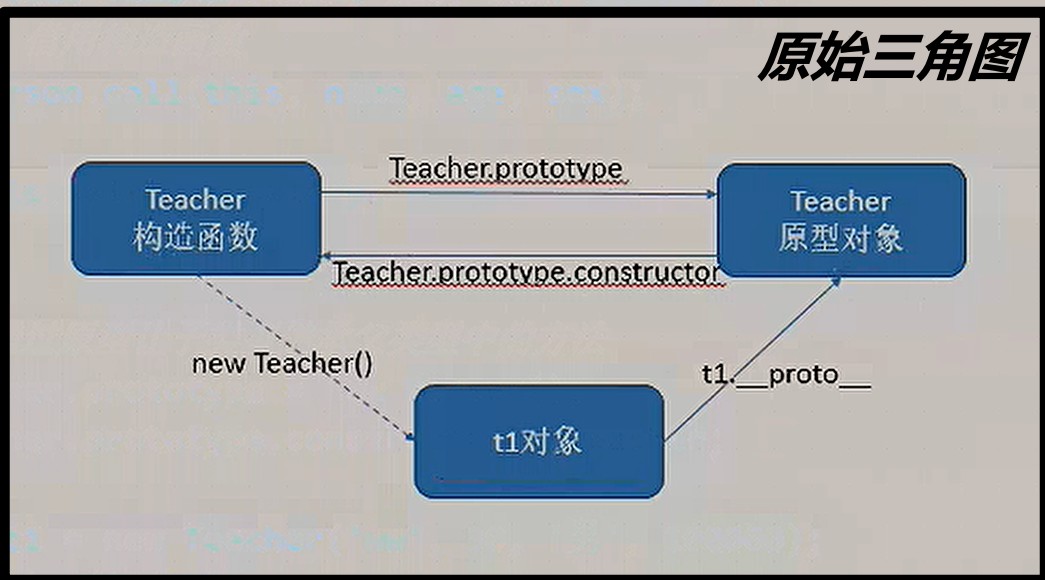 原始三角图
Teacher.prototype
Teacher
构造函数
Teacher
原型对象
Teacher.prototype.constructor
new Teacher()
t1.__proto__
t1对象